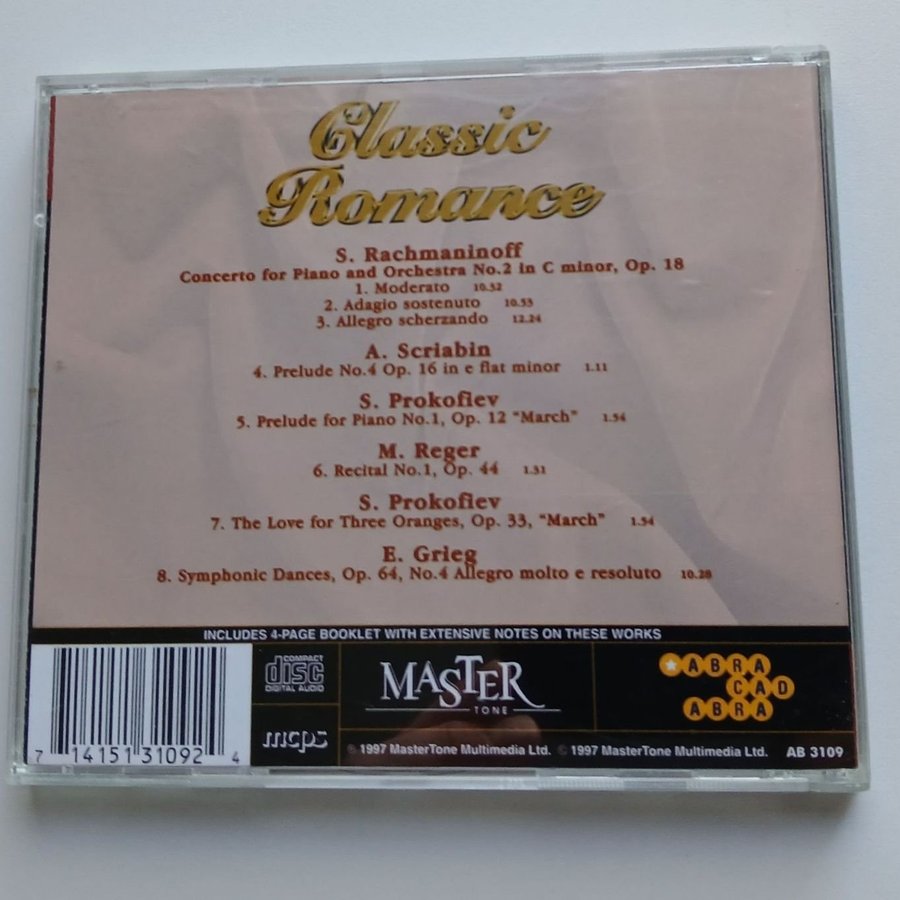 Classic
Romance
S. Rachmaninoff
Concerto for Piano and Orchestra No.2 in C minor, Op. 18
1. Moderato 10.32
2. Adagio sostenuto 10.53
3. Allegro scherzando 12.24
A. Scriabin
4. Prelude No.4 Op. 16 in e flat minor 1.11
S. Prokofiev
5. Prelude for Piano No.1, Op. 12 "March" 1.54
M. Reger
6. Recital No.1, Op. 44 1.31
S. Prokofiev
7. The Love for Three Oranges, Op. 33, "March" 1.34
E. Grieg
8. Symphonic Dances, Op. 64, No.4 Allegro molto e resoluto 10.28
INCLUDES 4-PAGE BOOKLET WITH EXTENSIVE NOTES ON THESE WORKS
COMPACT
disc
DIGITAL AUDIO
MASTER
TONE
ABRA
CAD
ABRA
mcps
7 14151 31092 4
℗ 1997 MasterTone Multimedia Ltd. © 1997 MasterTone Multimedia Ltd. AB 3109